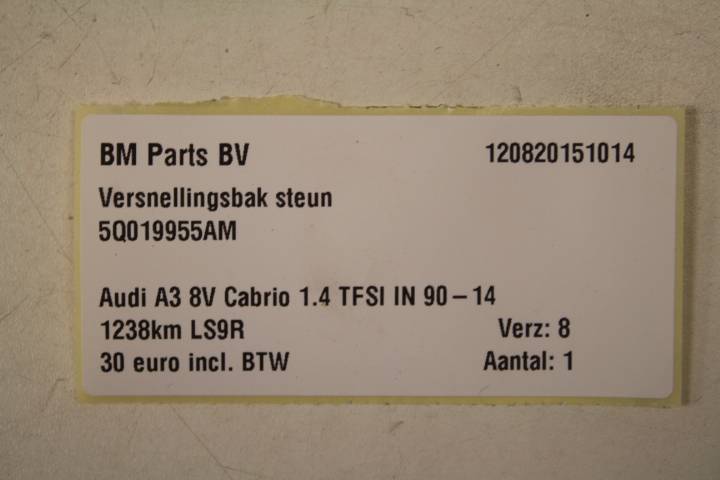 BM Parts BV 120820151014
Versnellingsbak steun
5Q019955AM
Audi A3 8V Cabrio 1.4 TFSI IN 90-14
1238km LS9R Verz: 8
30 euro incl. BTW Aantal: 1